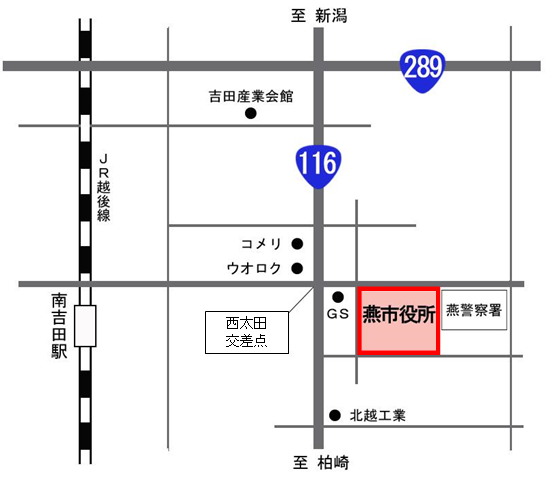 至 新潟
289
吉田産業会館
116
JR越後線
コメリ
ウオロク
南吉田駅
西太田
交差点
GS
燕市役所
燕警察署
北越工業
至 柏崎